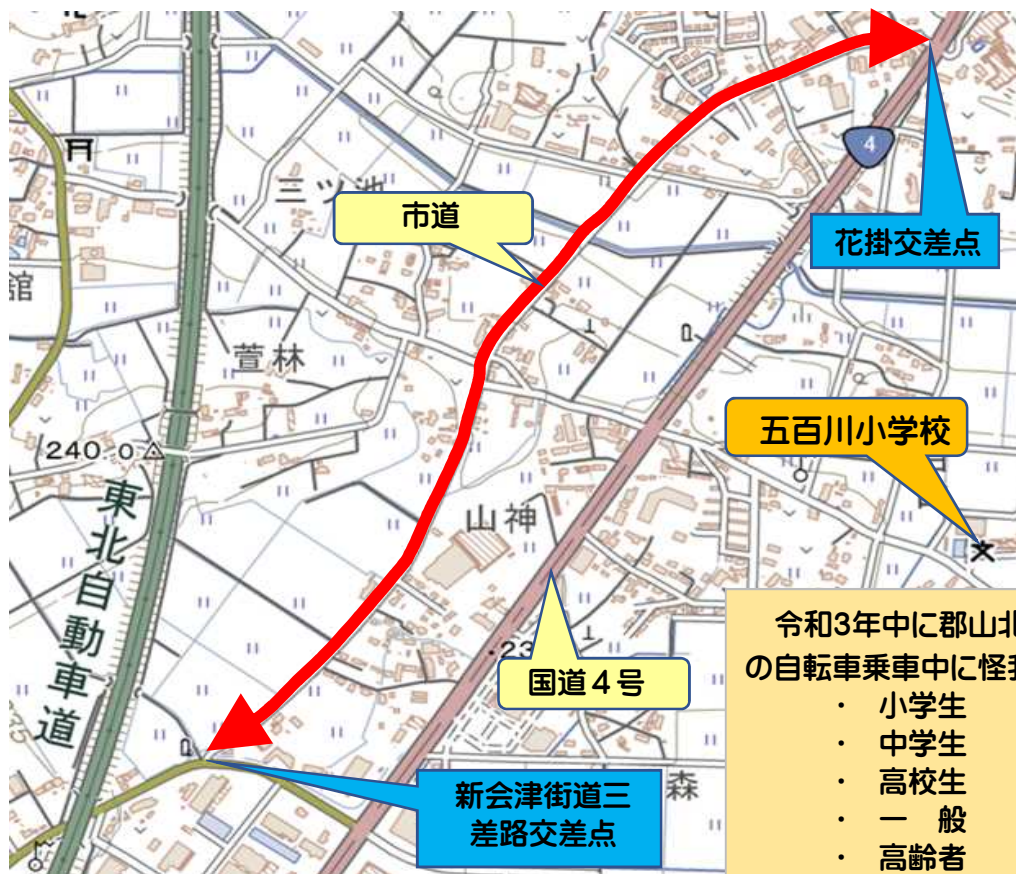 三ツ池
市道
4
花掛交差点
舘
萱林
五百川小学校
240.0
東北自動車道
山神
令和3年中に郡山北
の自転車乗車中に怪我
・ 小学生
・ 中学生
・ 高校生
・ 一 般
・ 高齢者
・23
国道4号
森
新会津街道三
差路交差点